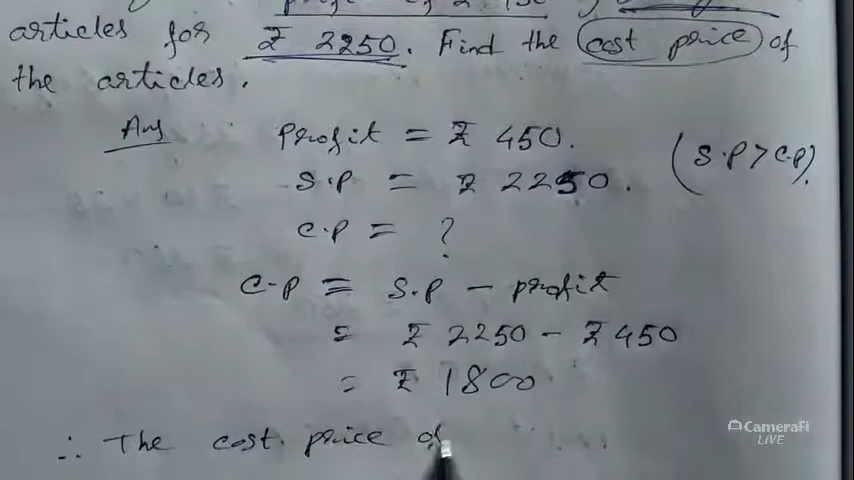 articles for ₹ 2250. Find the cost price of
the articles.
Ans Profit = ₹ 450.
S.P = ₹ 2250. (S.P > C.P).
C.P = ?
C.P = S.P - profit
= ₹ 2250 - ₹ 450
= ₹ 1800
∴ The cost price of
CameraFi
LIVE